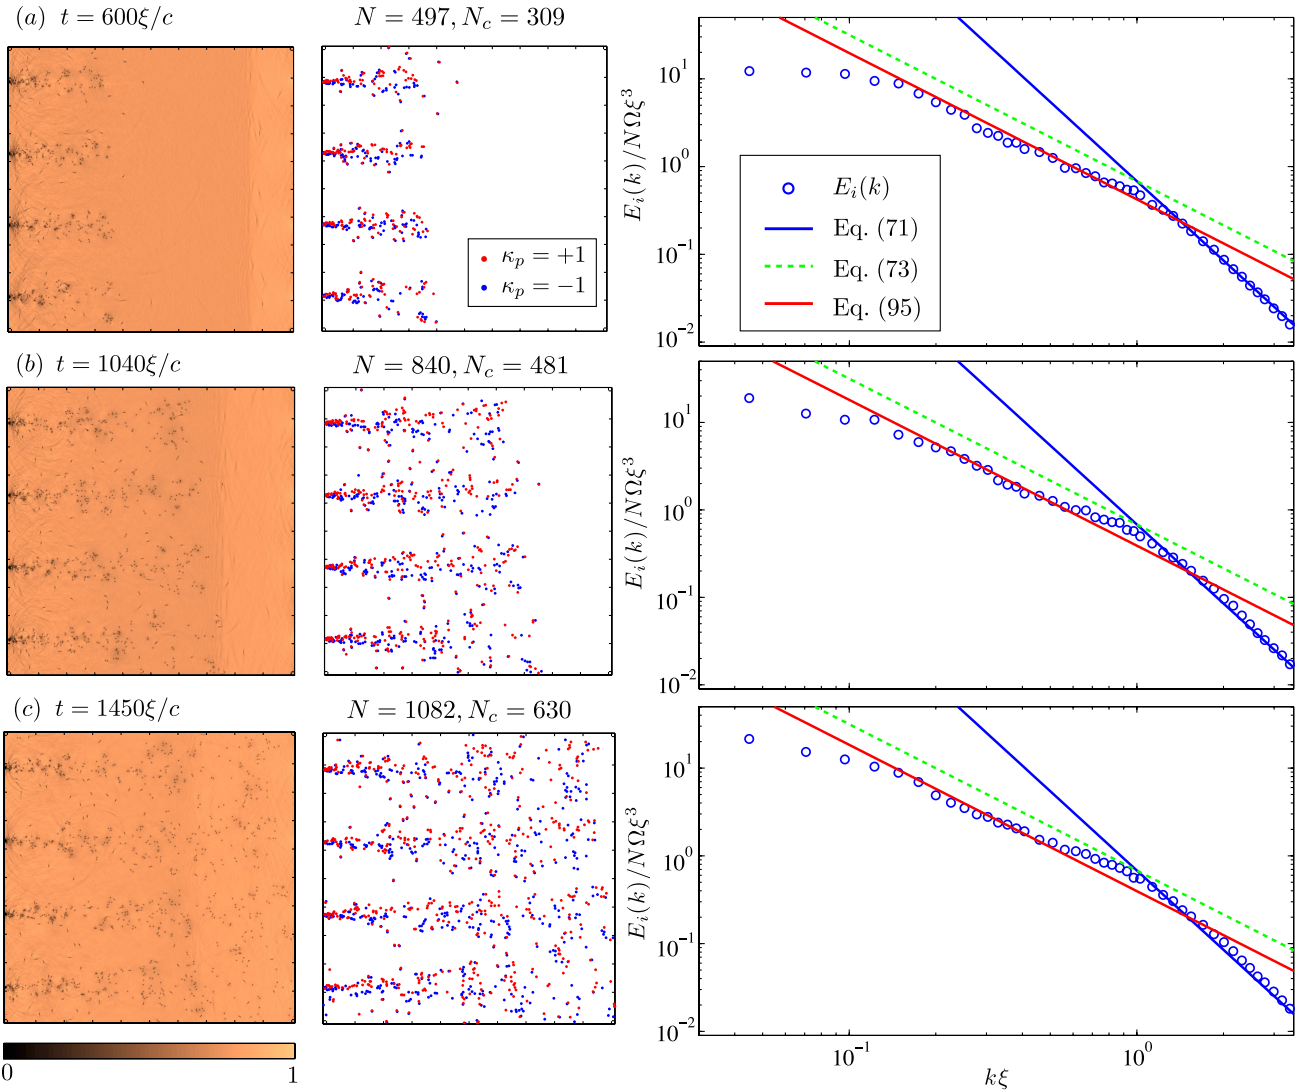 (a) t = 600ξ/c
N = 497, N_c = 309
κ_p = +1
κ_p = −1
E_i(k)/NΩξ^3
10^1
10^0
10^−1
10^−2
E_i(k)
Eq. (71)
Eq. (73)
Eq. (95)
(b) t = 1040ξ/c
N = 840, N_c = 481
E_i(k)/NΩξ^3
10^1
10^0
10^−1
10^−2
(c) t = 1450ξ/c
N = 1082, N_c = 630
E_i(k)/NΩξ^3
10^1
10^0
10^−1
10^−2
10^−1 10^0
kξ
0 1